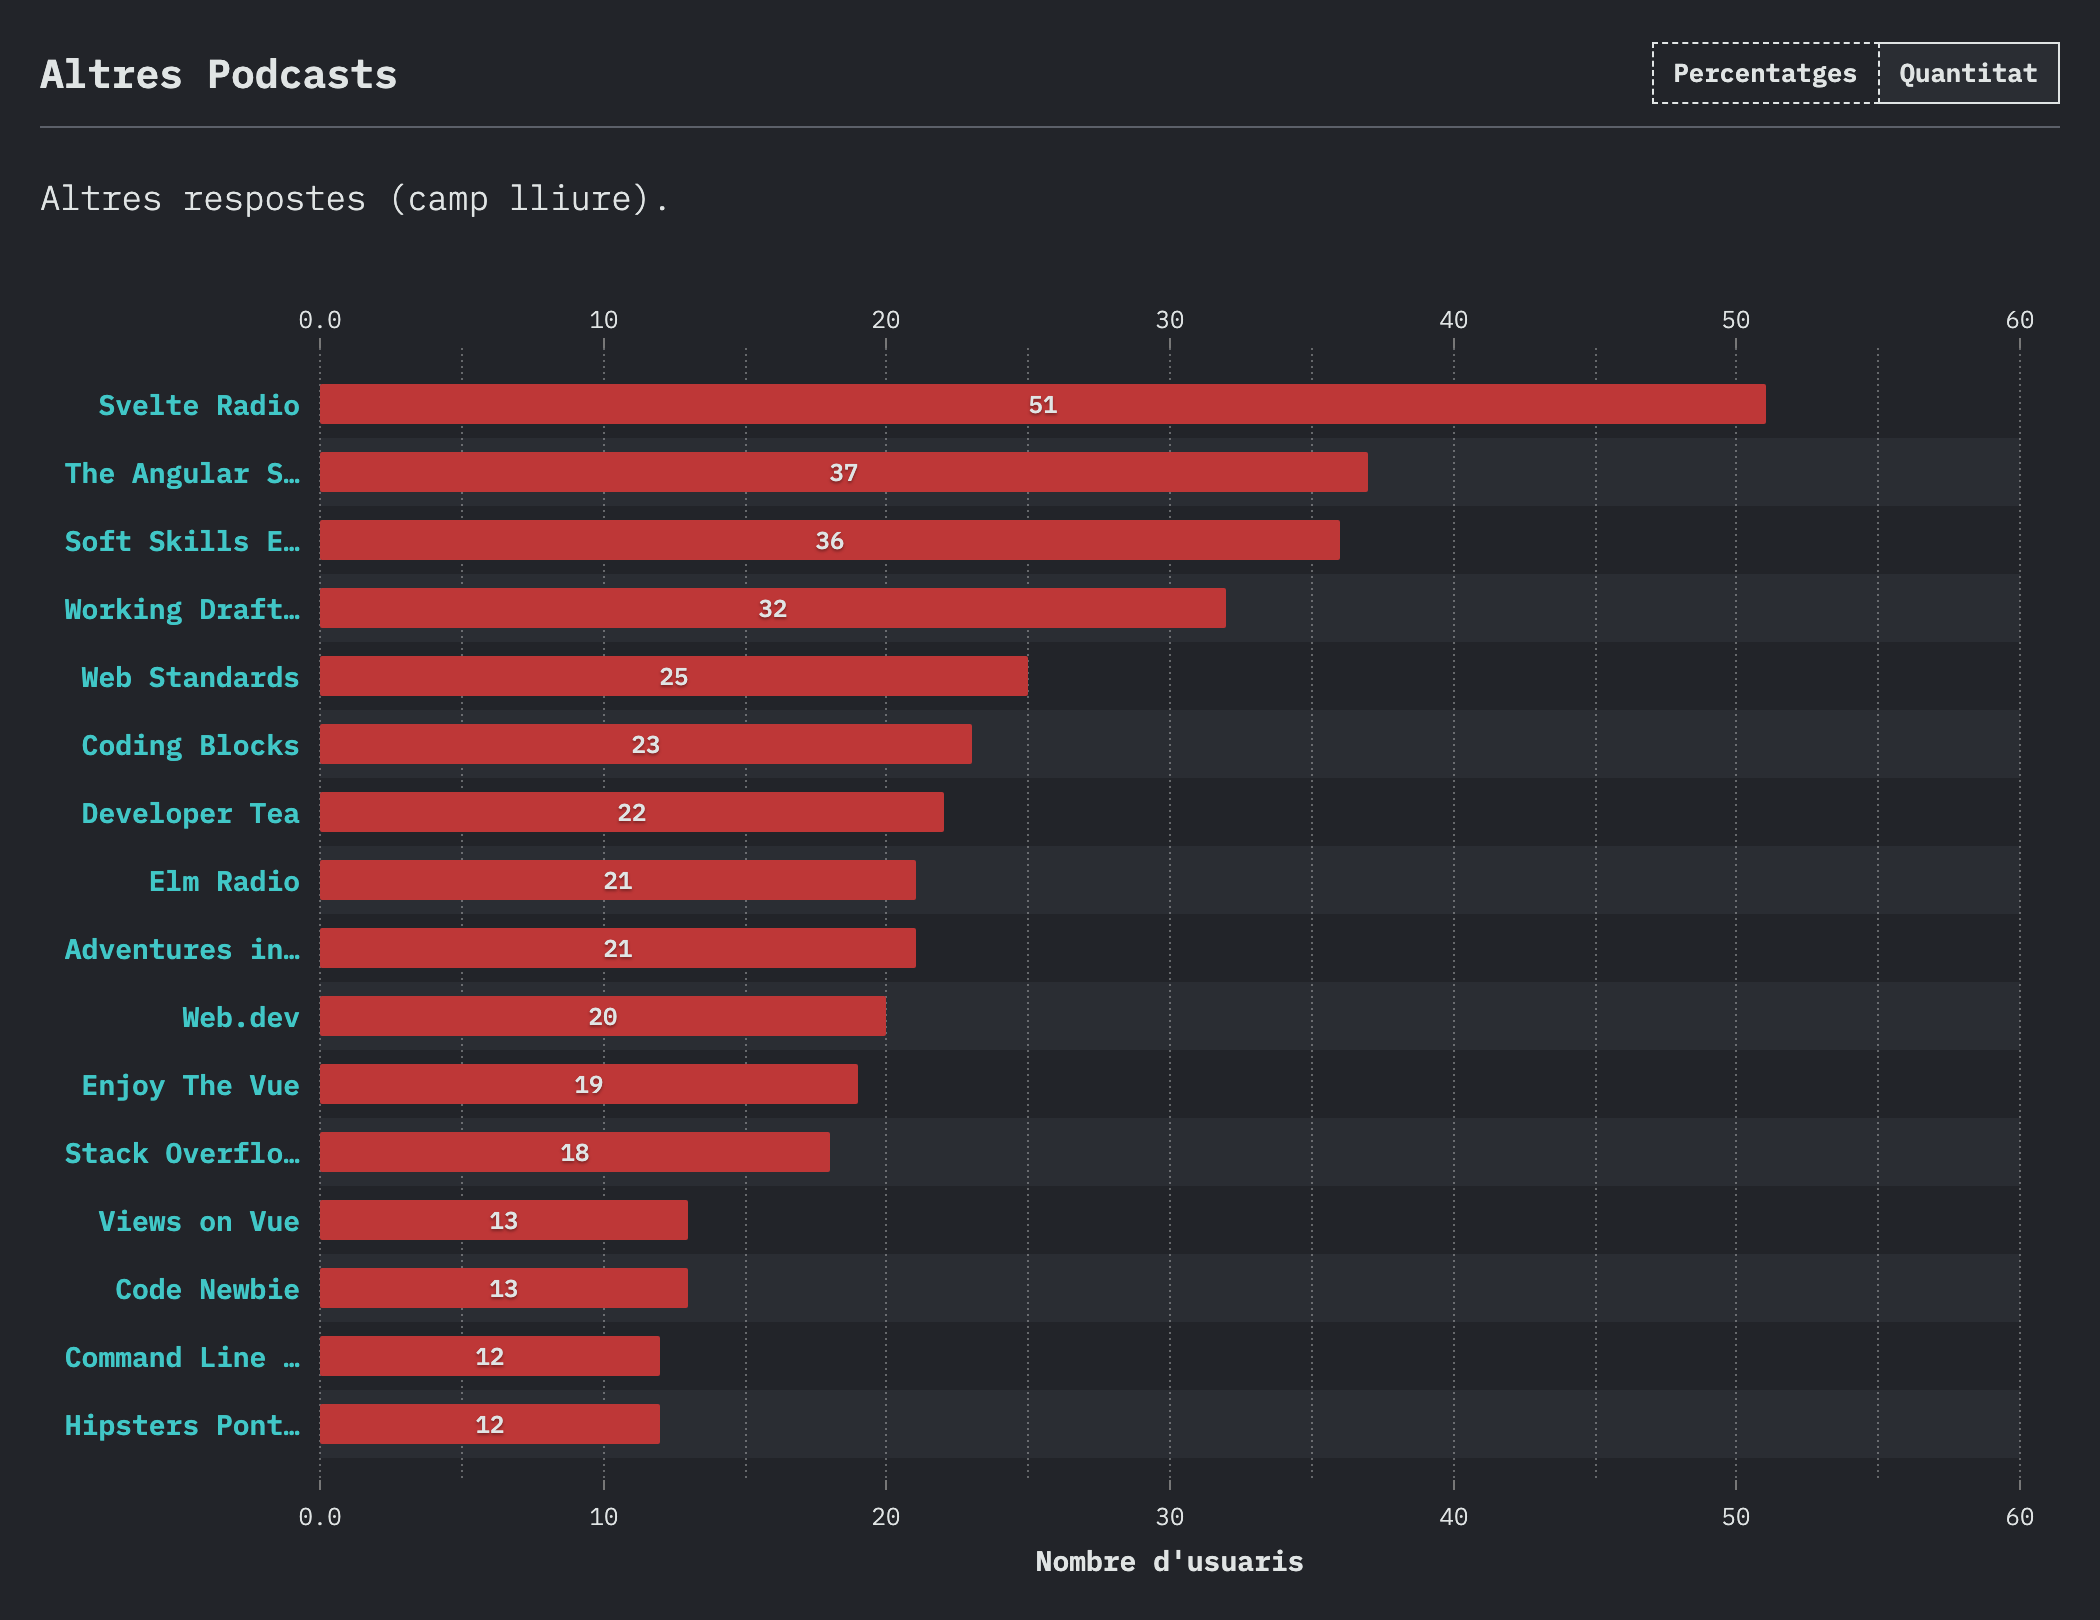 Altres Podcasts
Percentatges Quantitat
Altres respostes (camp lliure).
0.0 10 20 30 40 50 60
Svelte Radio 51
The Angular S… 37
Soft Skills E… 36
Working Draft… 32
Web Standards 25
Coding Blocks 23
Developer Tea 22
Elm Radio 21
Adventures in… 21
Web.dev 20
Enjoy The Vue 19
Stack Overflo… 18
Views on Vue 13
Code Newbie 13
Command Line … 12
Hipsters Pont… 12
0.0 10 20 30 40 50 60
Nombre d'usuaris